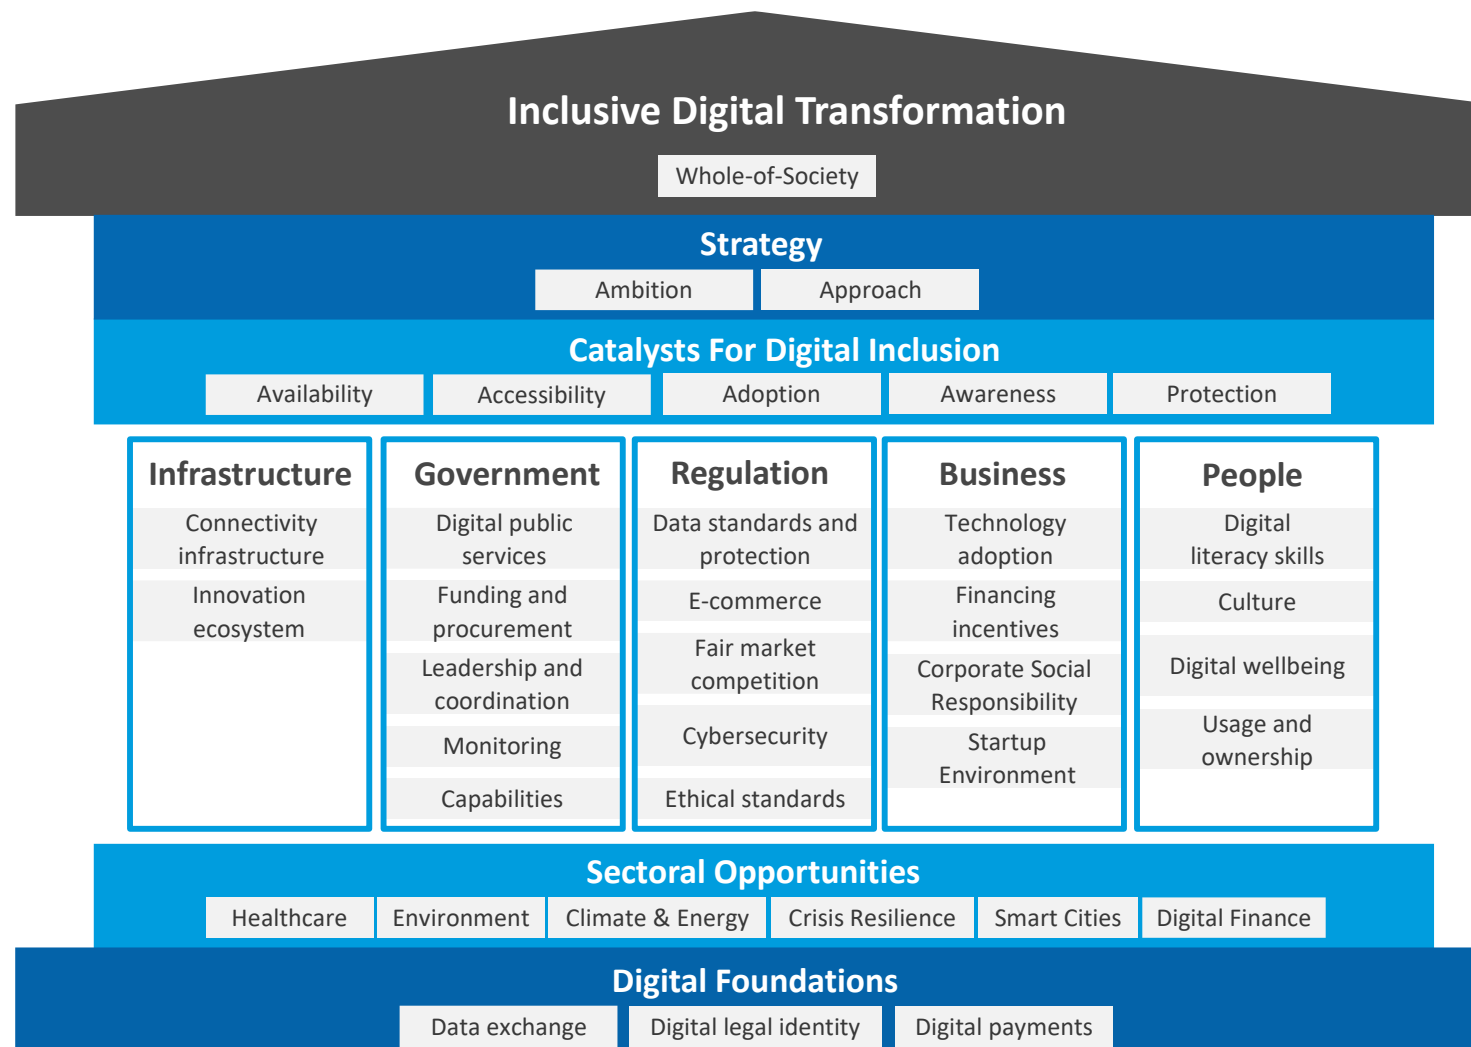 Inclusive Digital Transformation
Whole-of-Society
Strategy
Ambition
Approach
Catalysts For Digital Inclusion
Availability
Accessibility
Adoption
Awareness
Protection
Infrastructure
Connectivity
infrastructure
Innovation
ecosystem
Government
Digital public
services
Funding and
procurement
Leadership and
coordination
Monitoring
Capabilities
Regulation
Data standards and
protection
E-commerce
Fair market
competition
Cybersecurity
Ethical standards
Business
Technology
adoption
Financing
incentives
Corporate Social
Responsibility
Startup
Environment
People
Digital
literacy skills
Culture
Digital wellbeing
Usage and
ownership
Sectoral Opportunities
Healthcare
Environment
Climate & Energy
Crisis Resilience
Smart Cities
Digital Finance
Digital Foundations
Data exchange
Digital legal identity
Digital payments